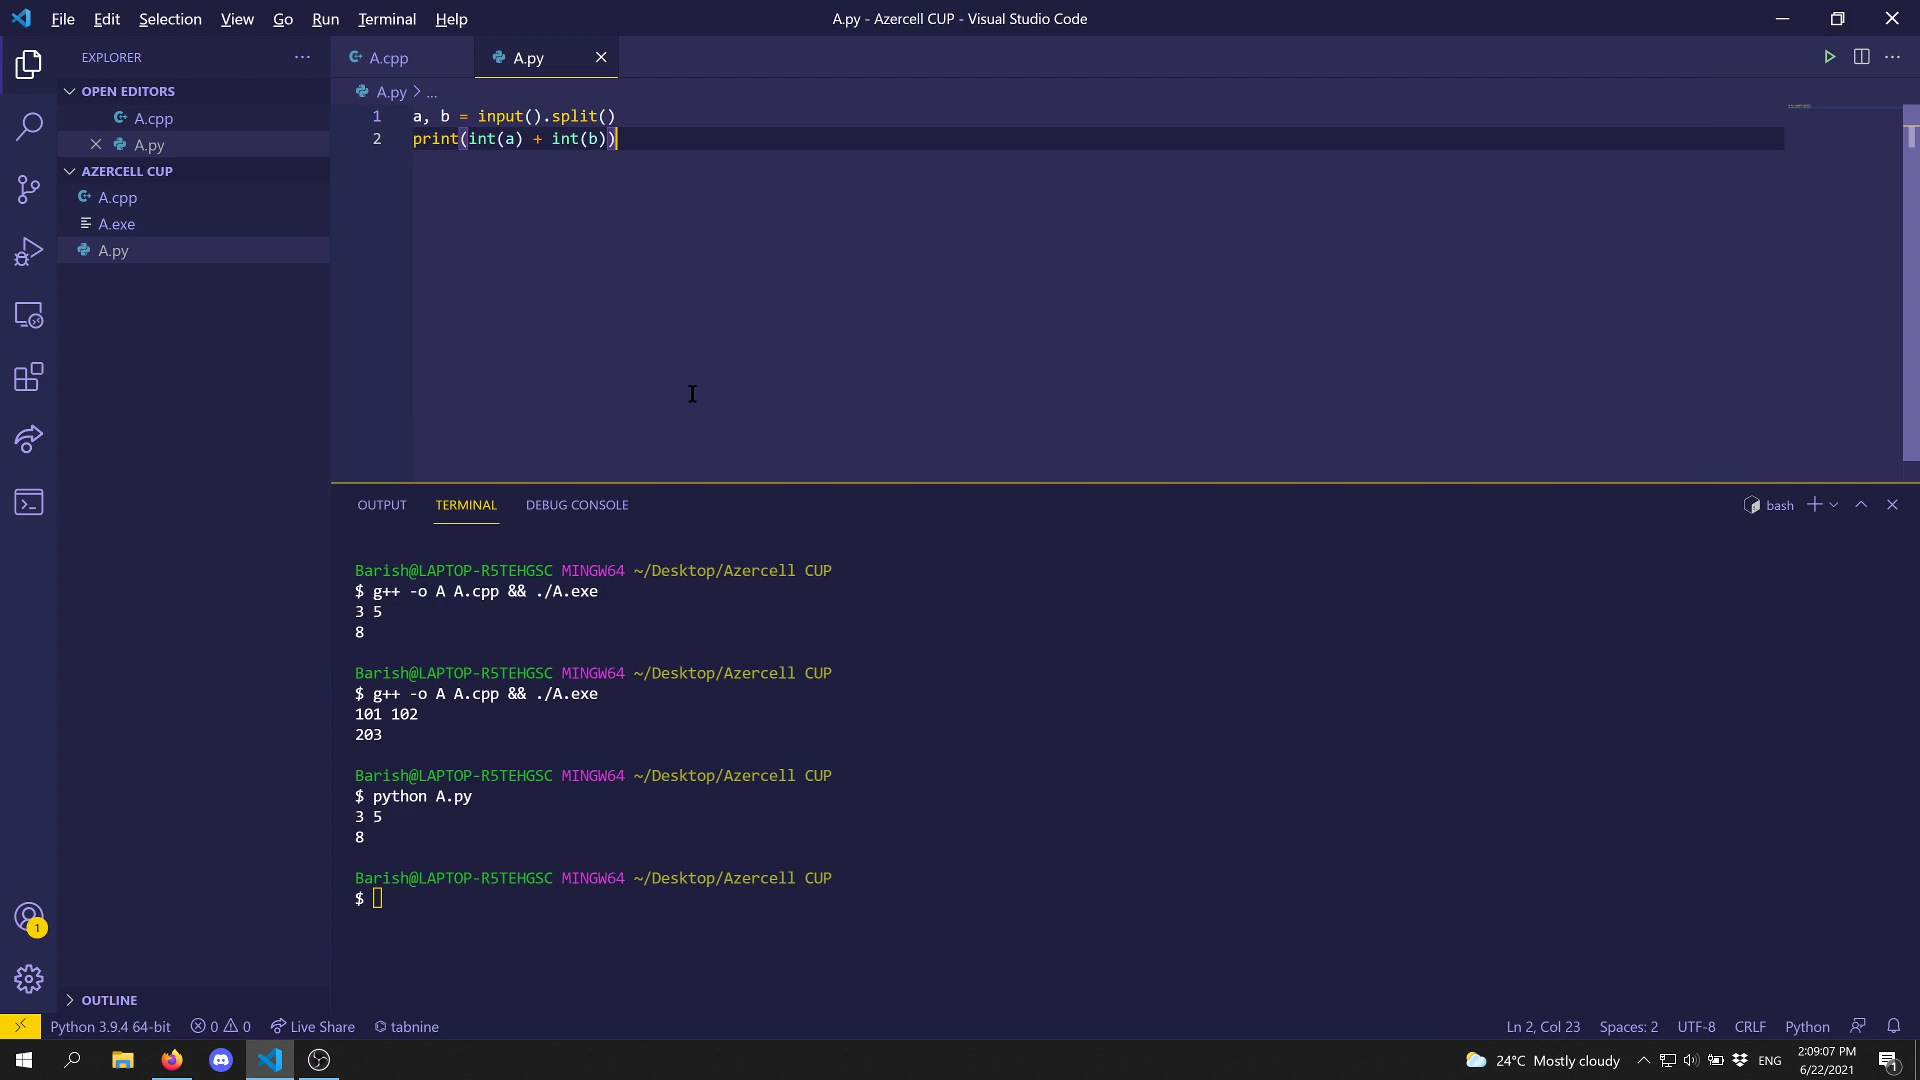 File Edit Selection View Go Run Terminal Help
A.py - Azercell CUP - Visual Studio Code
EXPLORER
OPEN EDITORS
A.cpp
A.py
AZERCELL CUP
A.cpp
A.exe
A.py
OUTLINE
A.cpp
A.py
A.py > ...
1 a, b = input().split()
2 print(int(a) + int(b))
OUTPUT TERMINAL DEBUG CONSOLE
bash
Barish@LAPTOP-R5TEHGSC MINGW64 ~/Desktop/Azercell CUP
$ g++ -o A A.cpp && ./A.exe
3 5
8
Barish@LAPTOP-R5TEHGSC MINGW64 ~/Desktop/Azercell CUP
$ g++ -o A A.cpp && ./A.exe
101 102
203
Barish@LAPTOP-R5TEHGSC MINGW64 ~/Desktop/Azercell CUP
$ python A.py
3 5
8
Barish@LAPTOP-R5TEHGSC MINGW64 ~/Desktop/Azercell CUP
$
1
Python 3.9.4 64-bit 0 0 Live Share tabnine
Ln 2, Col 23 Spaces: 2 UTF-8 CRLF Python
24°C Mostly cloudy ENG
2:09:07 PM
6/22/2021
1